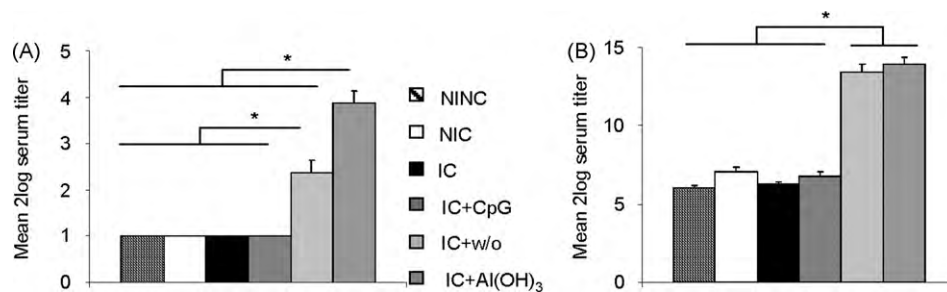 (A)
Mean 2log serum titer
5
4
3
2
1
0
*
*
NINC
NIC
IC
IC+CpG
IC+w/o
IC+Al(OH)3
(B)
Mean 2log serum titer
15
10
5
0
*